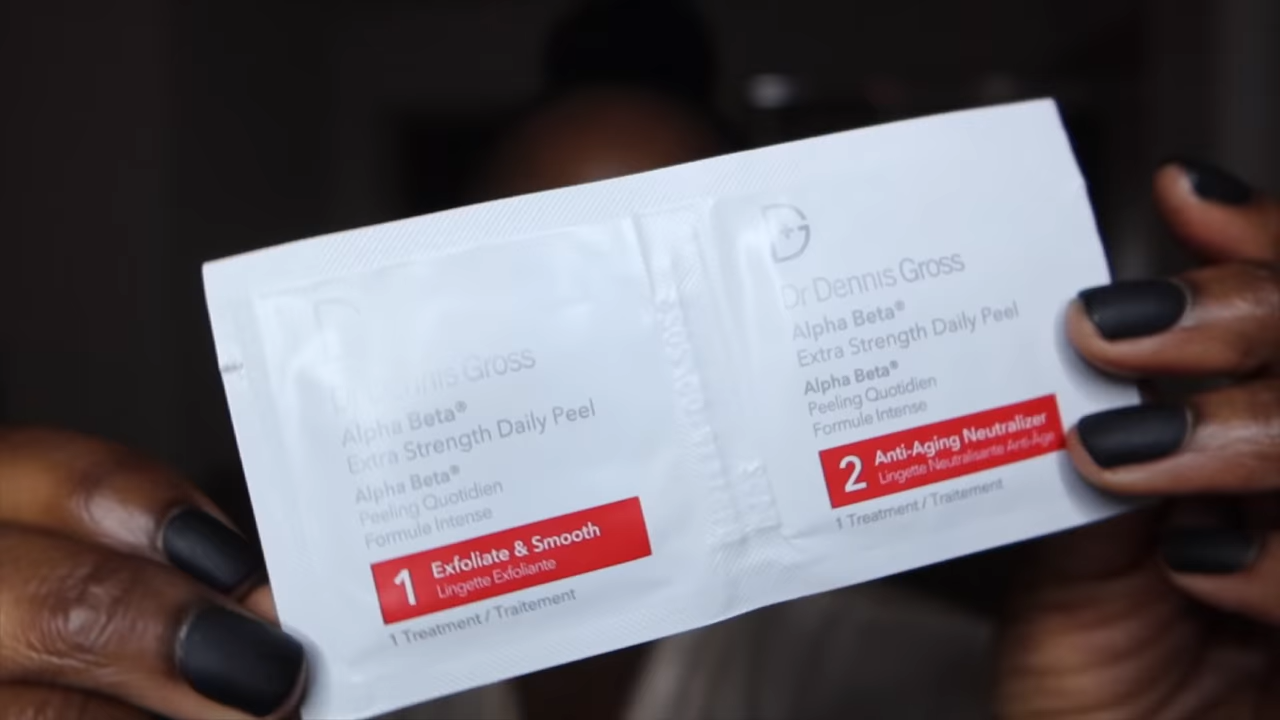 Gross
Alpha Beta®
Extra Strength Daily Peel
Alpha Beta®
Peeling Quotidien
Formule Intense
1 Exfoliate & Smooth
Lingette Exfoliante
1 Treatment / Traitement
Dr Dennis Gross
Alpha Beta®
Extra Strength Daily Peel
Alpha Beta®
Peeling Quotidien
Formule Intense
2 Anti-Aging Neutralizer
Lingette Neutralisante Anti-Âge
1 Treatment / Traitement